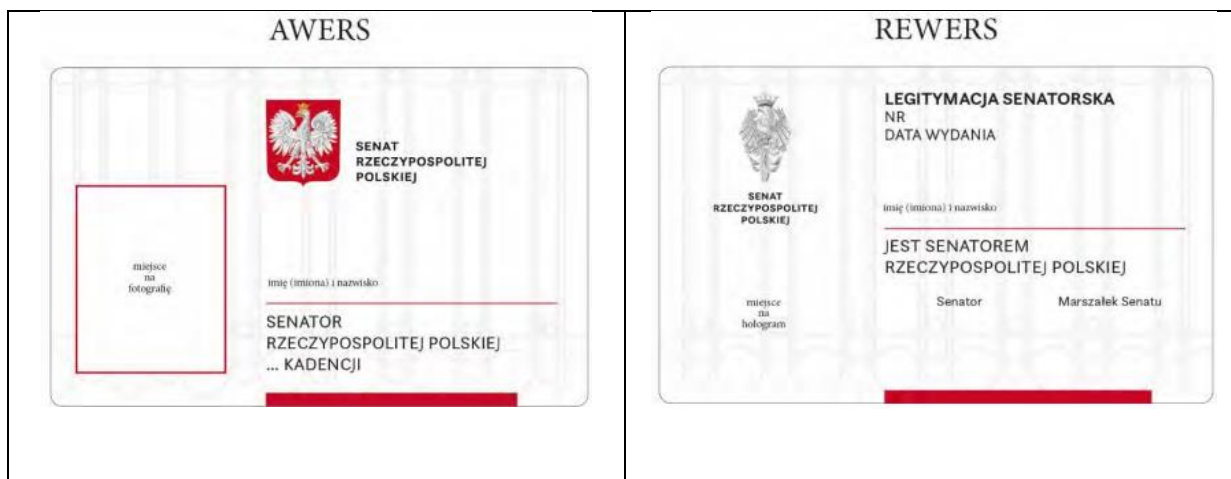 AWERS
SENAT
RZECZYPOSPOLITEJ
POLSKIEJ
miejsce
na
fotografię
imię (imiona) i nazwisko
SENATOR
RZECZYPOSPOLITEJ POLSKIEJ
... KADENCJI
REWERS
SENAT
RZECZYPOSPOLITEJ
POLSKIEJ
LEGITYMACJA SENATORSKA
NR
DATA WYDANIA
imię (imiona) i nazwisko
JEST SENATOREM
RZECZYPOSPOLITEJ POLSKIEJ
Senator Marszałek Senatu
miejsce
na
hologram